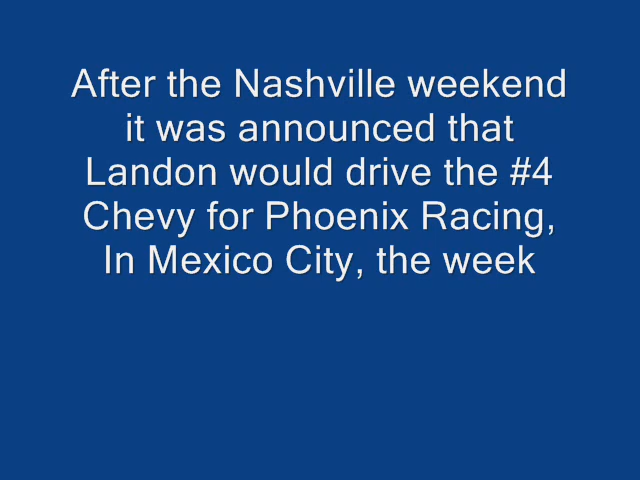 After the Nashville weekend
it was announced that
Landon would drive the #4
Chevy for Phoenix Racing,
In Mexico City, the week